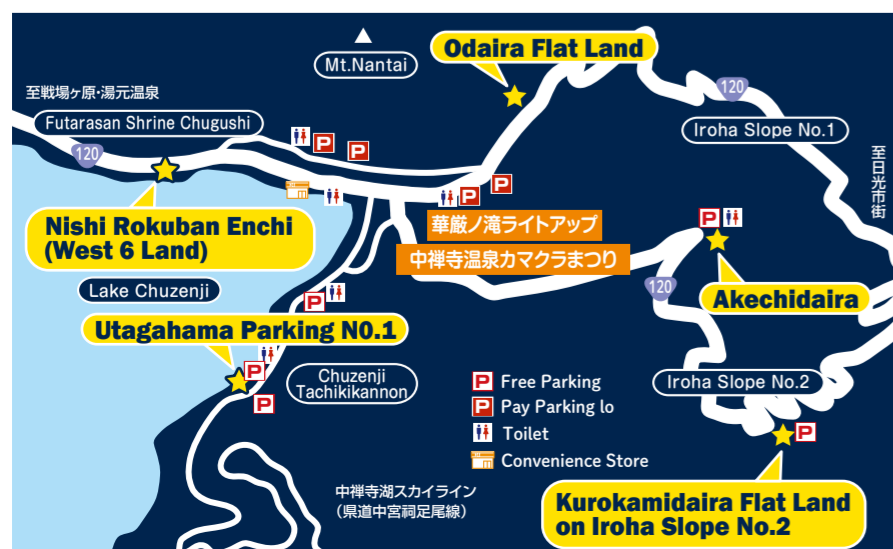 Odaira Flat Land
Mt.Nantai
至戦場ヶ原・湯元温泉
120
Futarasan Shrine Chugushi
120
Iroha Slope No.1
至日光市街
P
P
P
P
Nishi Rokuban Enchi
(West 6 Land)
華厳ノ滝ライトアップ
中禅寺温泉カマクラまつり
P
Lake Chuzenji
120
Akechidaira
P
Utagahama Parking N0.1
P
P
Chuzenji
Tachikikannon
Iroha Slope No.2
P
P Free Parking
P Pay Parking lo
Toilet
Convenience Store
中禅寺湖スカイライン
（県道中宮祠足尾線）
Kurokamidaira Flat Land
on Iroha Slope No.2